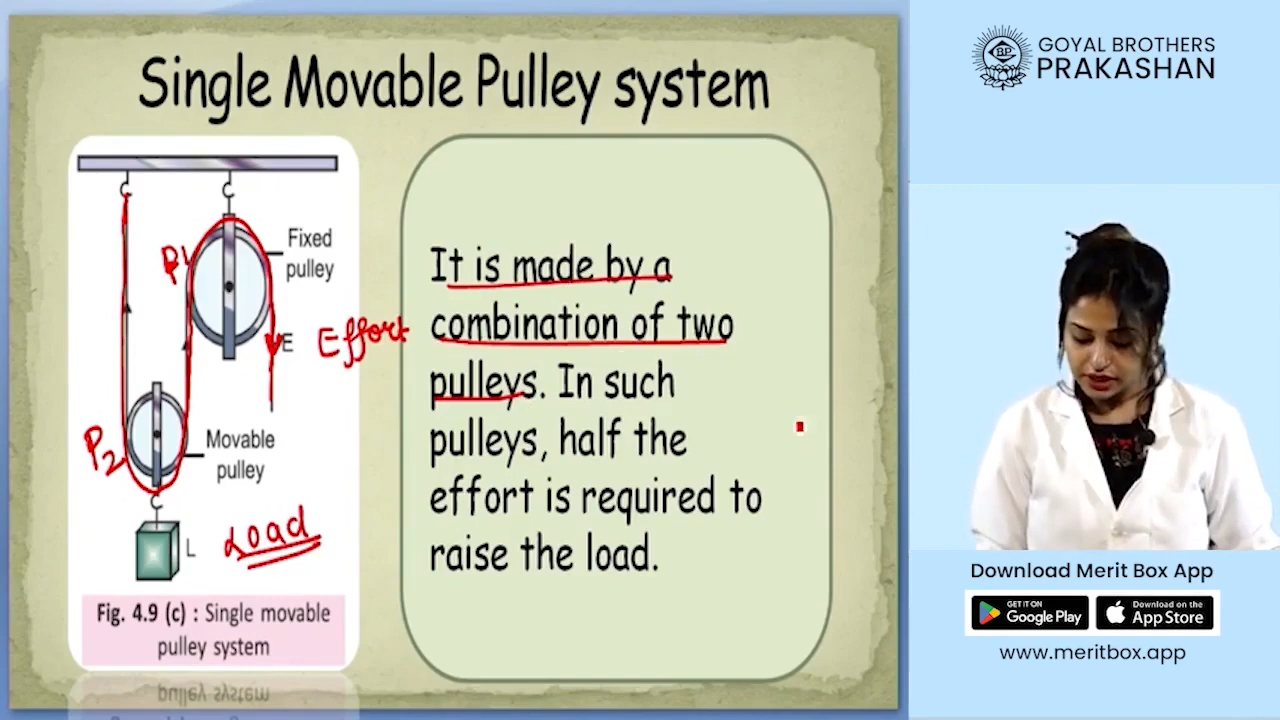 Single Movable Pulley system
C
C
P1
Fixed
pulley
E
Effort
P2
Movable
pulley
C
L
Load
Fig. 4.9 (c) : Single movable
pulley system
It is made by a
combination of two
pulleys. In such
pulleys, half the
effort is required to
raise the load.
BP
GOYAL BROTHERS
PRAKASHAN
Download Merit Box App
GET IT ON
Google Play
Download on the
App Store
www.meritbox.app